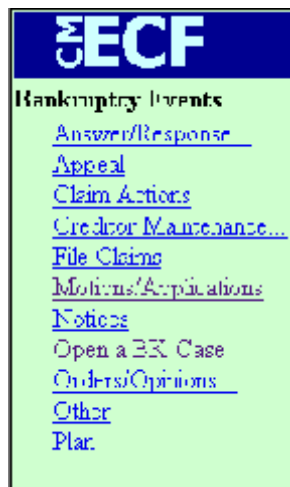 CM ECF
Bankruptcy Events
Answer/Response...
Appeal
Claim Actions
Creditor Maintenance...
File Claims
Motions/Applications
Notices
Open a BK Case
Orders/Opinions...
Other
Plan